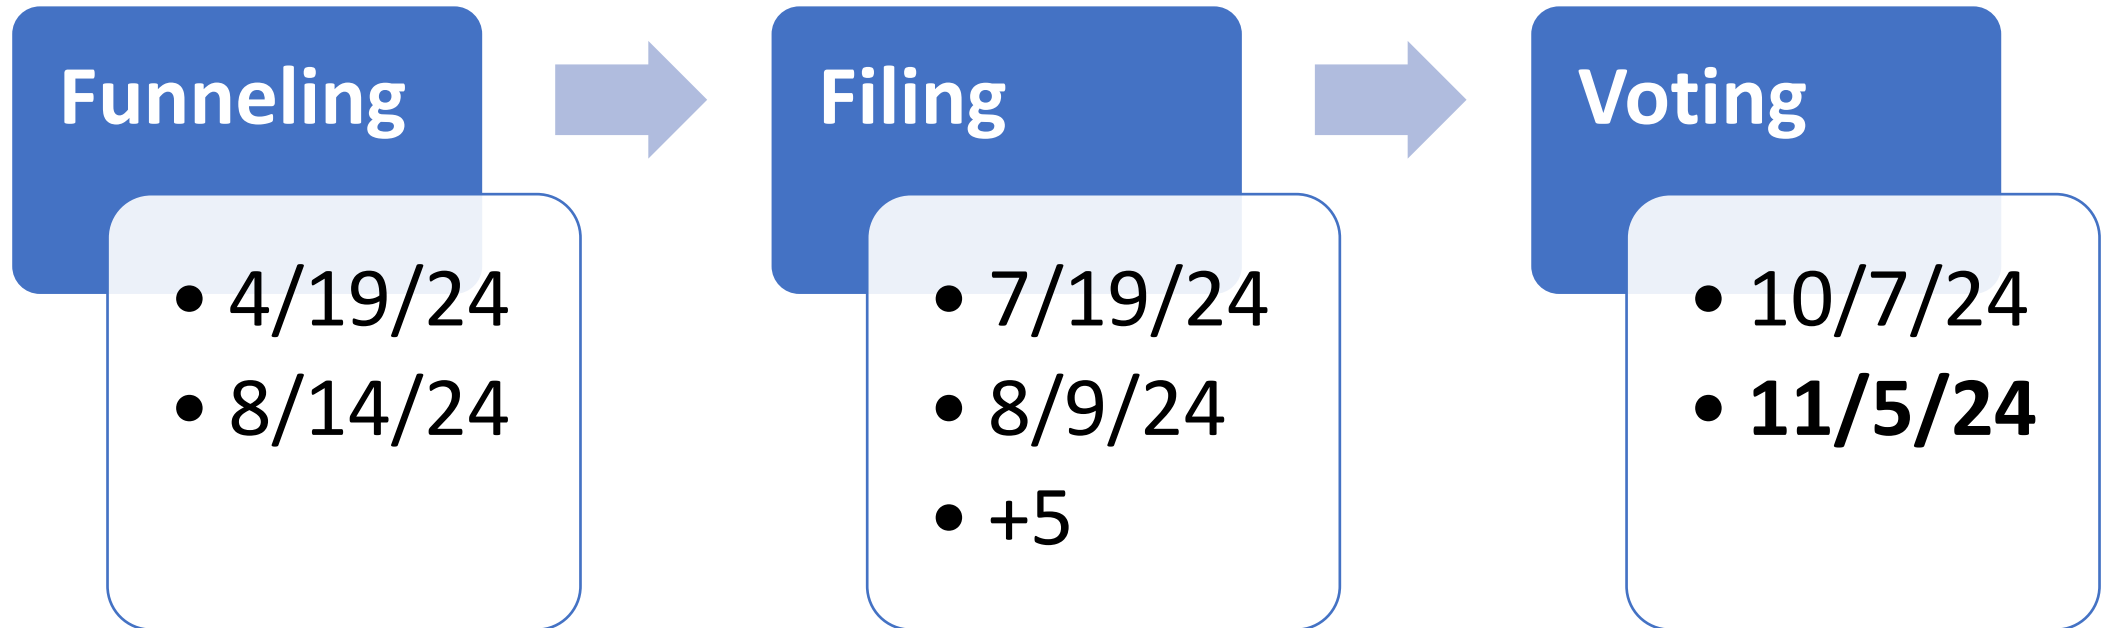 Funneling
• 4/19/24
• 8/14/24
Filing
• 7/19/24
• 8/9/24
• +5
Voting
• 10/7/24
• 11/5/24